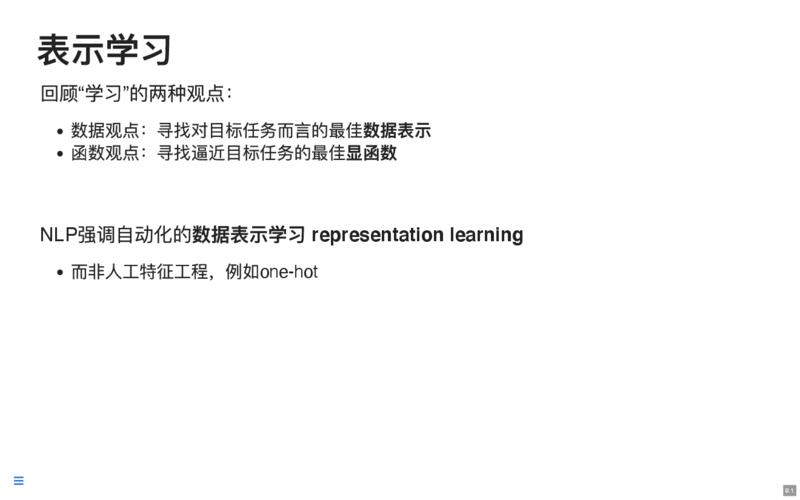 表示学习
回顾“学习”的两种观点：
数据观点：寻找对目标任务而言的最佳数据表示
函数观点：寻找逼近目标任务的最佳显函数
NLP强调自动化的数据表示学习 representation learning
而非人工特征工程，例如one-hot